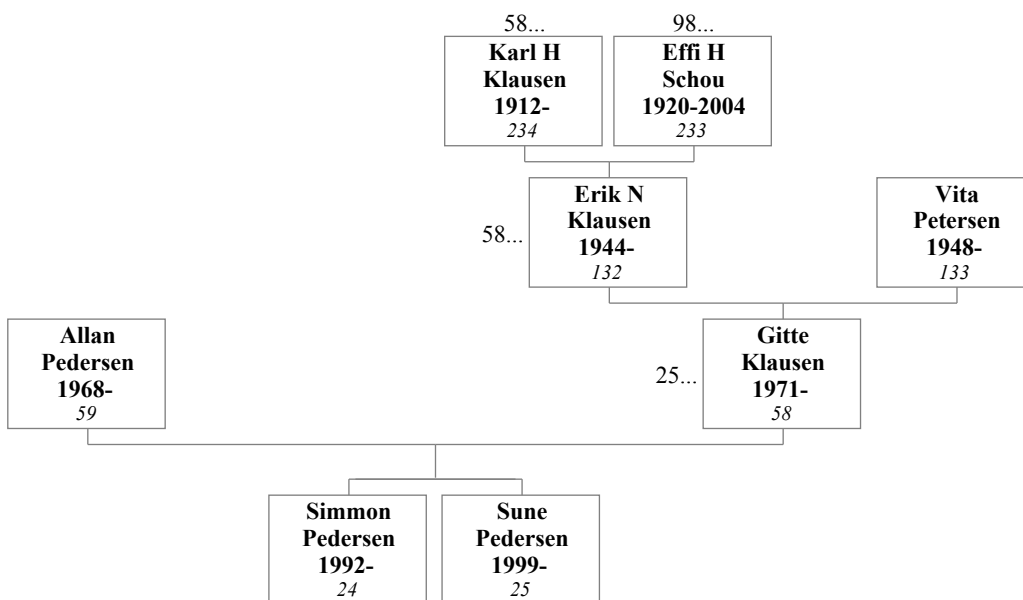 58...
98...
Karl H
Klausen
1912-
234
Effi H
Schou
1920-2004
233
58...
Erik N
Klausen
1944-
132
Vita
Petersen
1948-
133
Allan
Pedersen
1968-
59
25...
Gitte
Klausen
1971-
58
Simmon
Pedersen
1992-
24
Sune
Pedersen
1999-
25